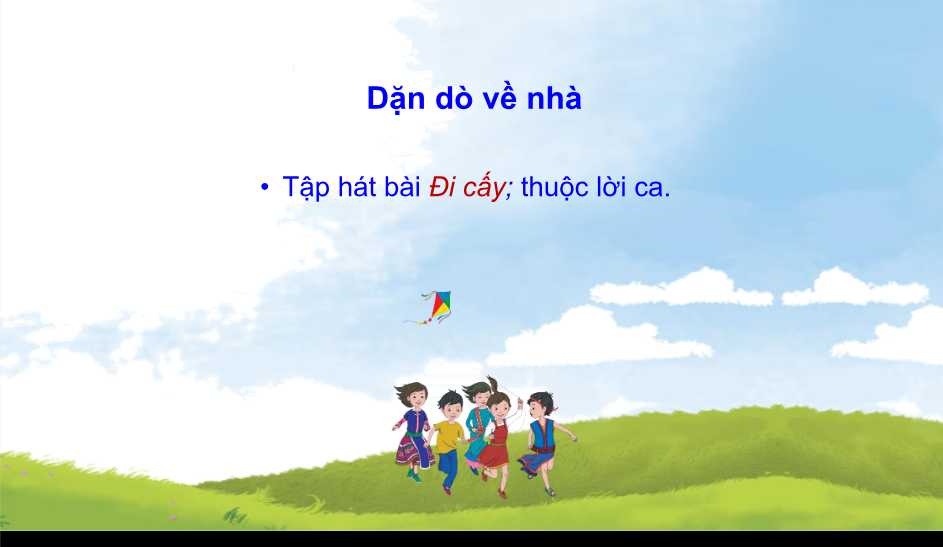 Dặn dò về nhà
• Tập hát bài Đi cấy; thuộc lời ca.